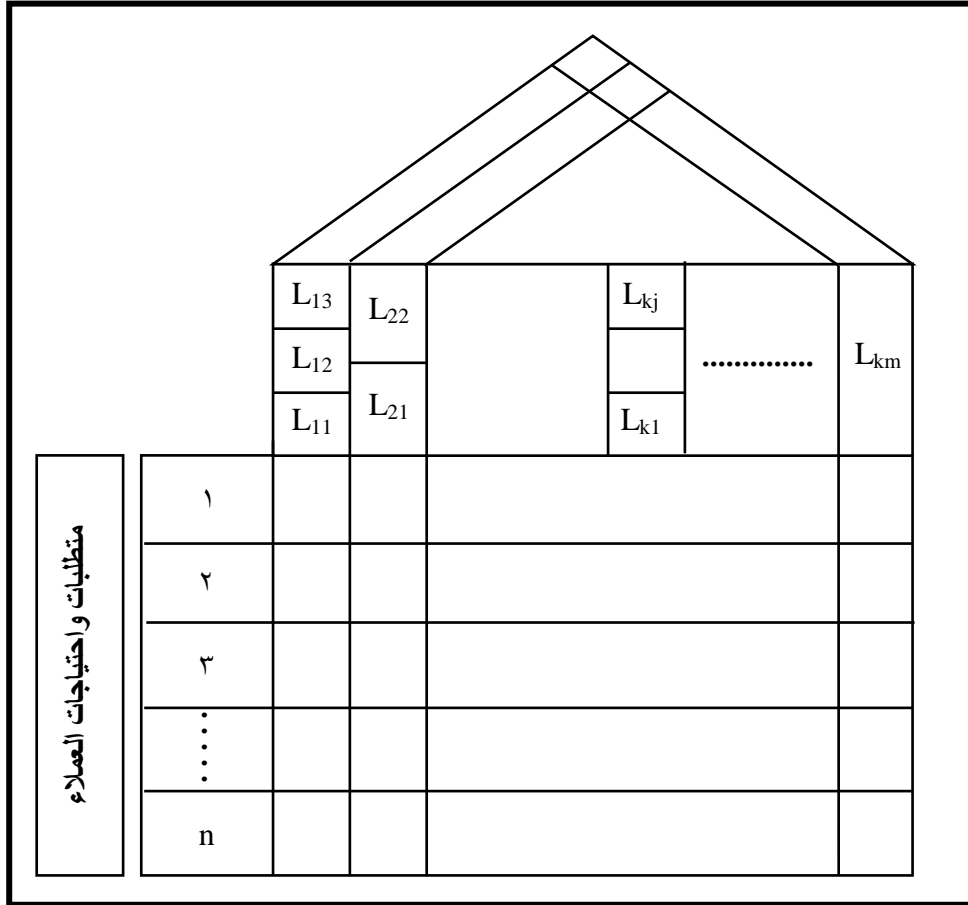 L13
L22
L12
L21
L11
Lkj
Lk1
..............
Lkm
متطلبات واحتياجات العملاء
١
٢
٣
......
n